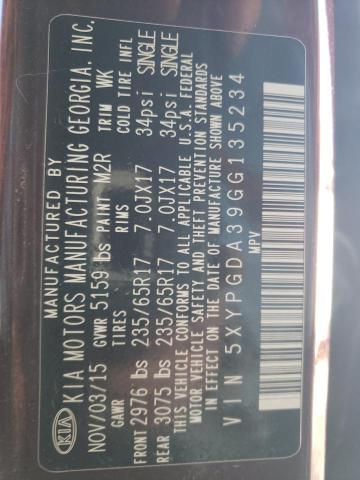 MANUFACTURED BY
KIA KIA MOTORS MANUFACTURING GEORGIA, INC.
NOV/03/15 GVWR 5159 lbs PAINT M2R TRIM WK
GAWR TIRES RIMS COLD TIRE INFL
FRONT 2976 lbs 235/65R17 7.0JX17 34psi SINGLE
REAR 3075 lbs 235/65R17 7.0JX17 34psi SINGLE
THIS VEHICLE CONFORMS TO ALL APPLICABLE U.S.A. FEDERAL
MOTOR VEHICLE SAFETY AND THEFT PREVENTION STANDARDS
IN EFFECT ON THE DATE OF MANUFACTURE SHOWN ABOVE
VIN 5XYPGDA39GG135234
MPV